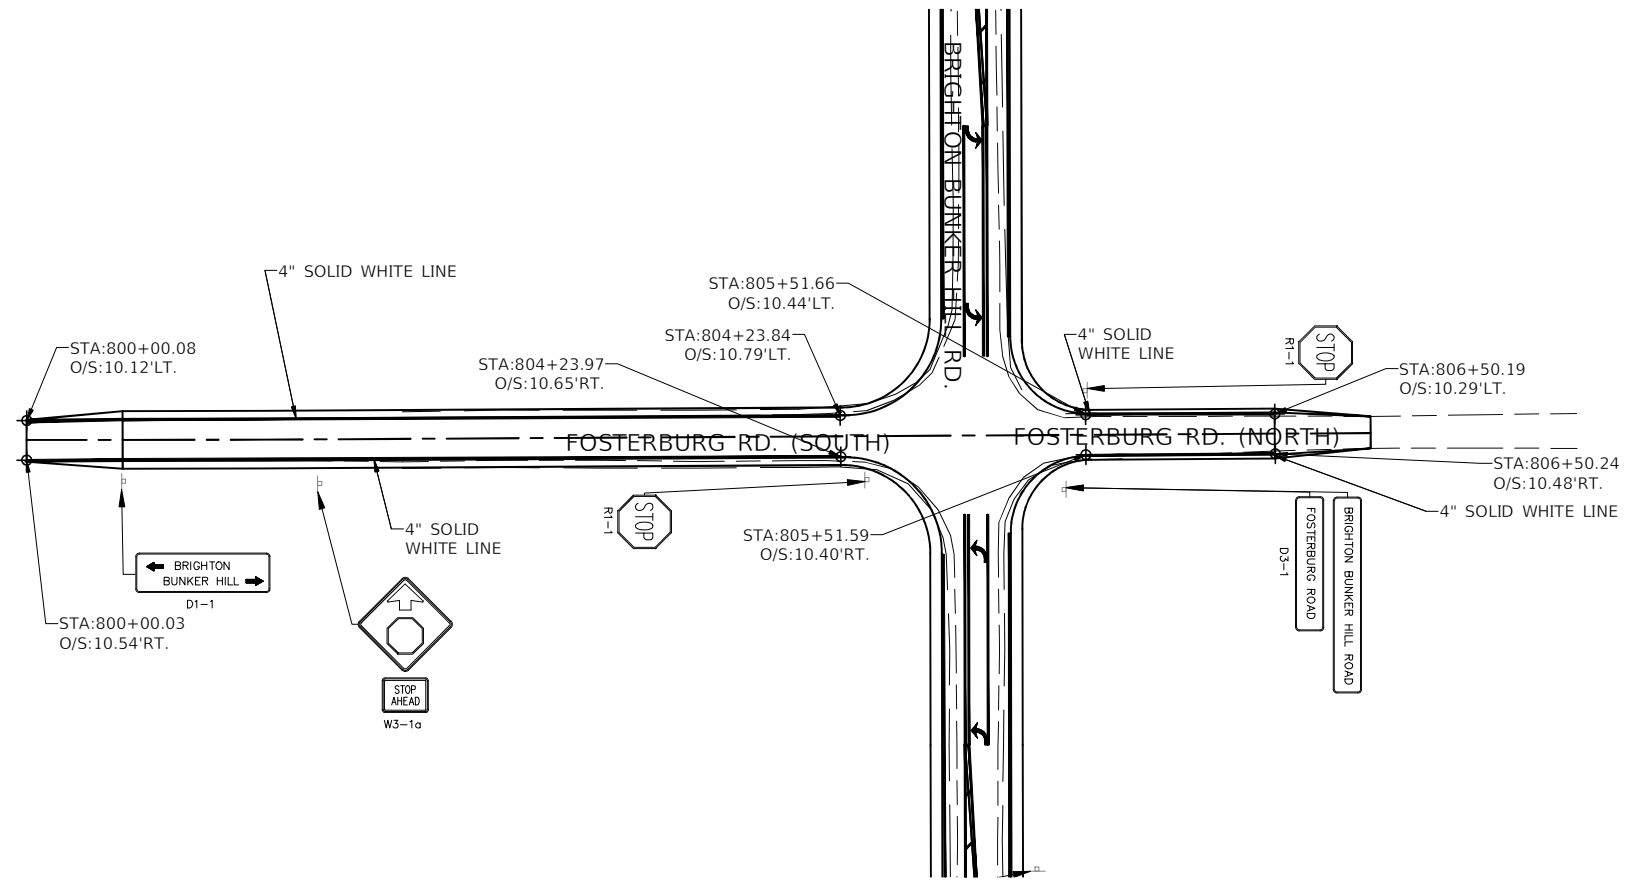 BRIGHTON BUNKER HILL RD.
4" SOLID WHITE LINE
STA:805+51.66
O/S:10.44'LT.
STA:800+00.08
O/S:10.12'LT.
STA:804+23.84
O/S:10.79'LT.
STA:804+23.97
O/S:10.65'RT.
4" SOLID
WHITE LINE
STOP
R1-1
STA:806+50.19
O/S:10.29'LT.
FOSTERBURG RD. (SOUTH)
FOSTERBURG RD. (NORTH)
STA:806+50.24
O/S:10.48'RT.
4" SOLID WHITE LINE
4" SOLID
WHITE LINE
STOP
R1-1
STA:805+51.59
O/S:10.40'RT.
BRIGHTON
BUNKER HILL
D1-1
STA:800+00.03
O/S:10.54'RT.
STOP
AHEAD
W3-1a
BRIGHTON BUNKER HILL ROAD
FOSTERBURG ROAD
D3-1